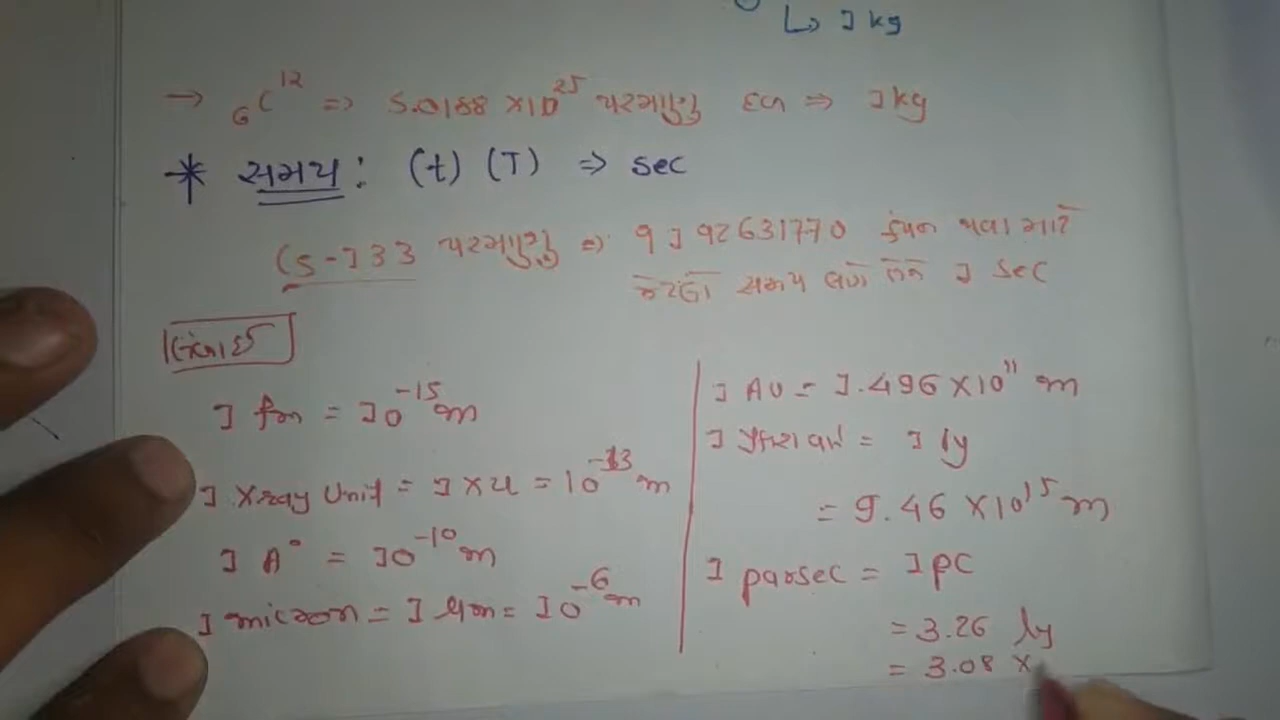 ↳ 1 kg
→ ₆C¹² ⇒ 5.0188 × 10²⁵ પરમાણુ દળ ⇒ 1 kg
* સમય : (t) (T) ⇒ sec
Cs-133 પરમાણુ ⇒ 9192631770 કંપન થવા માટે
જેટલો સમય લાગે તેને 1 sec
લંબાઈ
1 fm = 10⁻¹⁵ m
1 X ray Unit = 1 XU = 10⁻¹³ m
1 A° = 10⁻¹⁰ m
1 micron = 1 μm = 10⁻⁶ m
1 AU = 1.496 × 10¹¹ m
1 પ્રકાશવર્ષ = 1 ly
= 9.46 × 10¹⁵ m
1 parsec = 1 pc
= 3.26 ly
= 3.08 ×